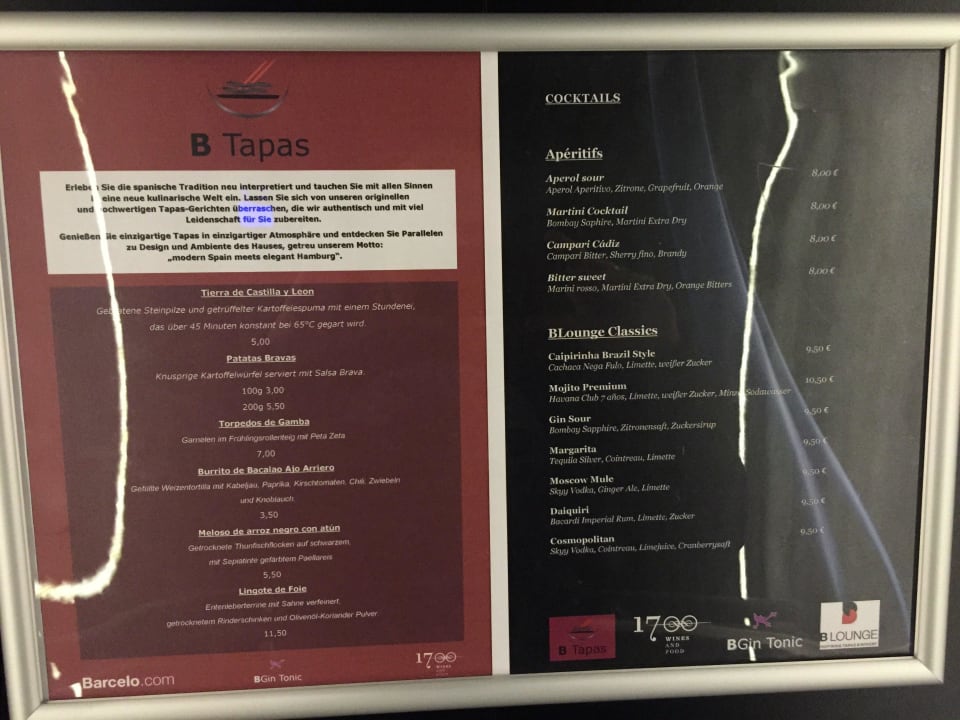 B Tapas
Erleben Sie die spanische Tradition neu interpretiert und tauchen Sie mit allen Sinnen
in eine neue kulinarische Welt ein. Lassen Sie sich von unseren originellen
und hochwertigen Tapas-Gerichten überraschen, die wir authentisch und mit viel
Leidenschaft für Sie zubereiten.
Genießen Sie einzigartige Tapas in einzigartiger Atmosphäre und entdecken Sie Parallelen
zu Design und Ambiente des Hauses, getreu unserem Motto:
„modern Spain meets elegant Hamburg“.
Tierra de Castilla y Leon
Gebratene Steinpilze und getrüffelter Kartoffelespuma mit einem Stundenei,
das über 45 Minuten konstant bei 65°C gegart wird.
5,00
Patatas Bravas
Knusprige Kartoffelwürfel serviert mit Salsa Brava.
100g 3,00
200g 5,50
Torpedos de Gamba
Garnelen im Frühlingsrollenteig mit Peta Zeta
7,00
Burrito de Bacalao Ajo Arriero
Gefüllte Weizentortilla mit Kabeljau, Paprika, Kirschtomaten, Chili, Zwiebeln
und Knoblauch.
3,50
Meloso de arroz negro con atún
Getrocknete Thunfischflocken auf schwarzem,
mit Sepiatinte gefärbtem Paellareis
5,50
Lingote de Foie
Entenleberterrine mit Sahne verfeinert,
getrocknetem Rinderschinken und Olivenöl-Koriander Pulver.
11,50
Barcelo.com
BGin Tonic
1700
COCKTAILS
Apéritifs
Aperol sour 8,00 €
Aperol Aperitivo, Zitrone, Grapefruit, Orange
Martini Cocktail 8,00 €
Bombay Saphire, Martini Extra Dry
Campari Cádiz 8,00 €
Campari Bitter, Sherry fino, Brandy
Bitter sweet 8,00 €
Marini rosso, Martini Extra Dry, Orange Bitters
BLounge Classics
Caipirinha Brazil Style 9,50 €
Cachaca Nega Fulo, Limette, weißer Zucker
Mojito Premium 10,50 €
Havana Club 7 años, Limette, weißer Zucker, Minze Sodawasser
Gin Sour 9,50 €
Bombay Sapphire, Zitronensaft, Zuckersirup
Margarita 9,50 €
Tequila Silver, Cointreau, Limette
Moscow Mule 9,50 €
Skyy Vodka, Ginger Ale, Limette
Daiquiri 9,50 €
Bacardi Imperial Rum, Limette, Zucker
Cosmopolitan 9,50 €
Skyy Vodka, Cointreau, Limejuice, Cranberrysaft
B Tapas
1700
WINES
AND
FOOD
BGin Tonic
B LOUNGE